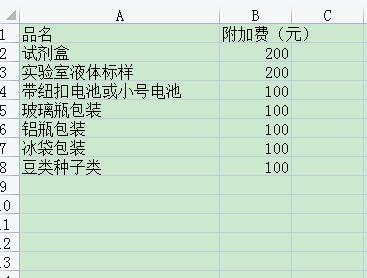 A B C
1 品名 附加费（元）
2 试剂盒 200
3 实验室液体标样 200
4 带纽扣电池或小号电池 100
5 玻璃瓶包装 100
6 铝瓶包装 100
7 冰袋包装 100
8 豆类种子类 100
9
10
11
12
13